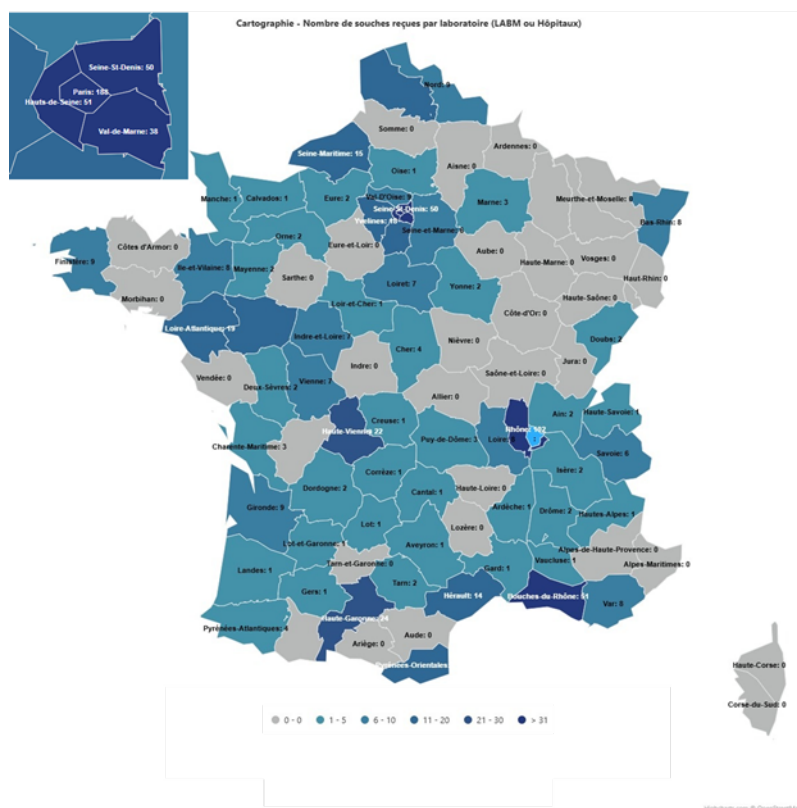 Cartographie - Nombre de souches reçues par laboratoire (LABM ou Hôpitaux)
Seine-St-Denis: 50
Paris: 168
Hauts-de-Seine: 51
Val-de-Marne: 38
Nord:
Somme: 0
Ardennes: 0
Seine-Maritime: 15
Aisne: 0
Oise: 1
Manche: 1
Calvados: 1
Eure: 2
Val D'Oise: 9
Marne: 3
Meurthe-et-Moselle:
Seine-St-Denis: 50
Bas-Rhin: 8
Yvelines:
Seine-et-Marne:
Orne: 2
Eure-et-Loir: 0
Aube: 0
Vosges: 0
Côtes d'Armor: 0
Finistère: 9
Ille-et-Vilaine: 8
Mayenne: 2
Haute-Marne: 0
Sarthe: 0
Haut-Rhin: 0
Loiret: 7
Yonne: 2
Morbihan: 0
Haute-Saône: 0
Loir-et-Cher: 1
Côte-d'Or: 0
Loire-Atlantique: 19
Indre-et-Loire: 7
Nièvre: 0
Doubs: 2
Cher: 4
Jura: 0
Indre: 0
Vendée: 0
Saône-et-Loire: 0
Vienne: 7
Deux-Sèvres: 2
Allier: 0
Ain: 2
Haute-Savoie: 1
Creuse: 1
Rhône:
Haute-Vienne: 22
Puy-de-Dôme: 3
Loire:
Charente-Maritime: 3
Savoie: 6
Isère: 2
Corrèze: 1
Dordogne: 2
Cantal: 1
Haute-Loire: 0
Gironde: 9
Ardèche: 1
Drôme: 2
Hautes-Alpes: 1
Lot: 1
Lozère: 0
Lot-et-Garonne: 1
Aveyron: 1
Alpes-de-Haute-Provence: 0
Vaucluse: 1
Tarn-et-Garonne: 0
Landes: 1
Gard: 1
Alpes-Maritimes: 0
Tarn: 2
Gers: 1
Hérault: 14
Bouches-du-Rhône: 51
Var: 8
Haute-Garonne: 24
Pyrénées-Atlantiques: 4
Aude: 0
Ariège: 0
Pyrénées-Orientales
Haute-Corse: 0
Corse-du-Sud: 0
0 - 0
1 - 5
6 - 10
11 - 20
21 - 30
> 31